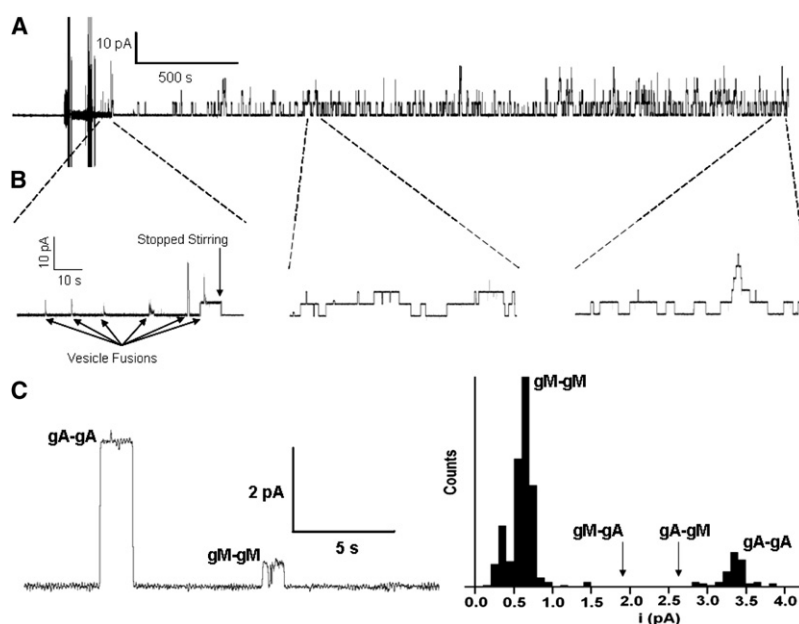 A
10 pA
500 s
B
10 pA
10 s
Stopped Stirring
Vesicle Fusions
C
gA-gA
gM-gM
2 pA
5 s
Counts
gM-gM
gM-gA
gA-gM
gA-gA
0.0 0.5 1.0 1.5 2.0 2.5 3.0 3.5 4.0
i (pA)